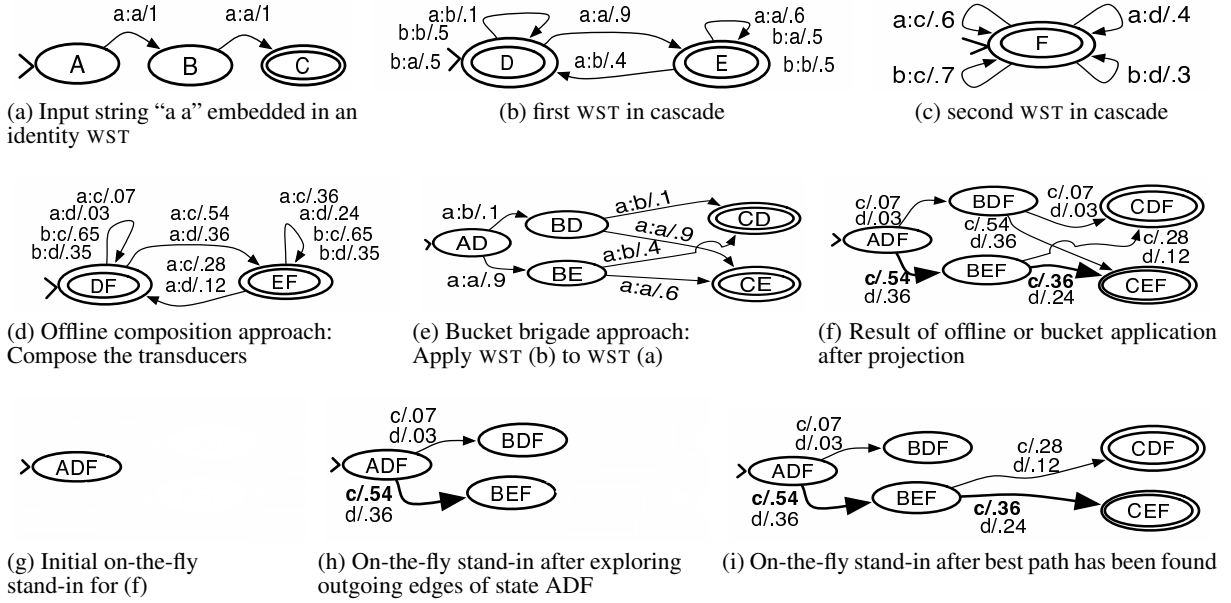 a:a/1
a:a/1
A
B
C
(a) Input string “a a” embedded in an
identity WST
a:b/.1
b:b/.5
b:a/.5
a:a/.9
a:b/.4
a:a/.6
b:a/.5
b:b/.5
D
E
(b) first WST in cascade
a:c/.6
a:d/.4
F
b:c/.7
b:d/.3
(c) second WST in cascade
a:c/.07
a:d/.03
b:c/.65
b:d/.35
a:c/.54
a:d/.36
a:c/.28
a:d/.12
a:c/.36
a:d/.24
b:c/.65
b:d/.35
DF
EF
(d) Offline composition approach:
Compose the transducers
a:b/.1
AD
a:a/.9
BD
BE
a:b/.1
a:a/.9
a:b/.4
a:a/.6
CD
CE
(e) Bucket brigade approach:
Apply WST (b) to WST (a)
c/.07
d/.03
ADF
c/.54
d/.36
BDF
c/.54
d/.36
BEF
c/.07
d/.03
c/.28
d/.12
c/.36
d/.24
CDF
CEF
(f) Result of offline or bucket application
after projection
ADF
(g) Initial on-the-fly
stand-in for (f)
c/.07
d/.03
ADF
c/.54
d/.36
BDF
BEF
(h) On-the-fly stand-in after exploring
outgoing edges of state ADF
c/.07
d/.03
ADF
c/.54
d/.36
BDF
BEF
c/.28
d/.12
c/.36
d/.24
CDF
CEF
(i) On-the-fly stand-in after best path has been found